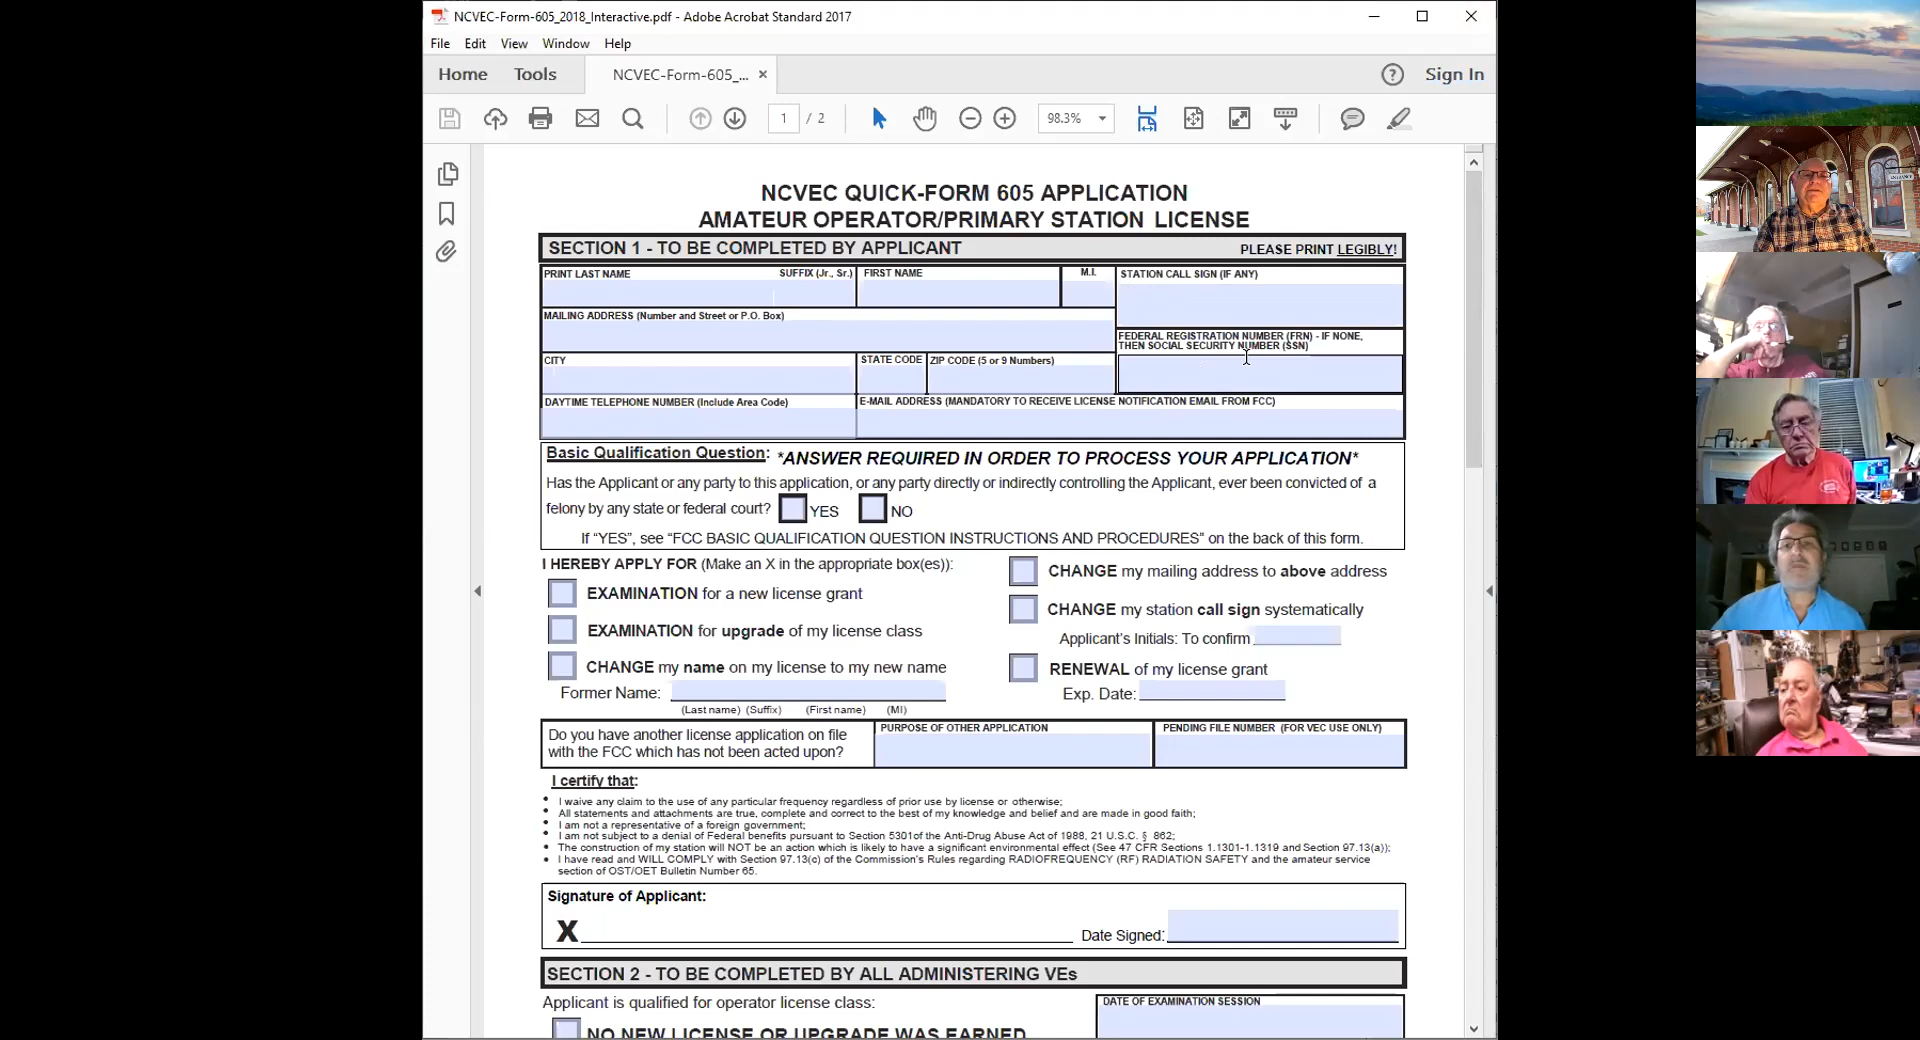 NCVEC-Form-605_2018_Interactive.pdf - Adobe Acrobat Standard 2017
File Edit View Window Help
Home Tools NCVEC-Form-605_... × ? Sign In
1 / 2 98.3%
NCVEC QUICK-FORM 605 APPLICATION
AMATEUR OPERATOR/PRIMARY STATION LICENSE
SECTION 1 - TO BE COMPLETED BY APPLICANT PLEASE PRINT LEGIBLY!
PRINT LAST NAME SUFFIX (Jr., Sr.) FIRST NAME M.I. STATION CALL SIGN (IF ANY)
MAILING ADDRESS (Number and Street or P.O. Box)
FEDERAL REGISTRATION NUMBER (FRN) - IF NONE,
THEN SOCIAL SECURITY NUMBER (SSN)
CITY STATE CODE ZIP CODE (5 or 9 Numbers)
DAYTIME TELEPHONE NUMBER (Include Area Code) E-MAIL ADDRESS (MANDATORY TO RECEIVE LICENSE NOTIFICATION EMAIL FROM FCC)
Basic Qualification Question: *ANSWER REQUIRED IN ORDER TO PROCESS YOUR APPLICATION*
Has the Applicant or any party to this application, or any party directly or indirectly controlling the Applicant, ever been convicted of a
felony by any state or federal court? YES NO
If “YES”, see “FCC BASIC QUALIFICATION QUESTION INSTRUCTIONS AND PROCEDURES” on the back of this form.
I HEREBY APPLY FOR (Make an X in the appropriate box(es)):
EXAMINATION for a new license grant
EXAMINATION for upgrade of my license class
CHANGE my name on my license to my new name
Former Name:
(Last name) (Suffix) (First name) (MI)
CHANGE my mailing address to above address
CHANGE my station call sign systematically
Applicant's Initials: To confirm
RENEWAL of my license grant
Exp. Date:
Do you have another license application on file
with the FCC which has not been acted upon?
PURPOSE OF OTHER APPLICATION PENDING FILE NUMBER (FOR VEC USE ONLY)
I certify that:
• I waive any claim to the use of any particular frequency regardless of prior use by license or otherwise;
• All statements and attachments are true, complete and correct to the best of my knowledge and belief and are made in good faith;
• I am not a representative of a foreign government;
• I am not subject to a denial of Federal benefits pursuant to Section 5301of the Anti-Drug Abuse Act of 1988, 21 U.S.C. § 862;
• The construction of my station will NOT be an action which is likely to have a significant environmental effect (See 47 CFR Sections 1.1301-1.1319 and Section 97.13(a));
• I have read and WILL COMPLY with Section 97.13(c) of the Commission's Rules regarding RADIOFREQUENCY (RF) RADIATION SAFETY and the amateur service
section of OST/OET Bulletin Number 65.
Signature of Applicant:
X Date Signed:
SECTION 2 - TO BE COMPLETED BY ALL ADMINISTERING VEs
Applicant is qualified for operator license class: DATE OF EXAMINATION SESSION
NO NEW LICENSE OR UPGRADE WAS EARNED
ENTRANCE